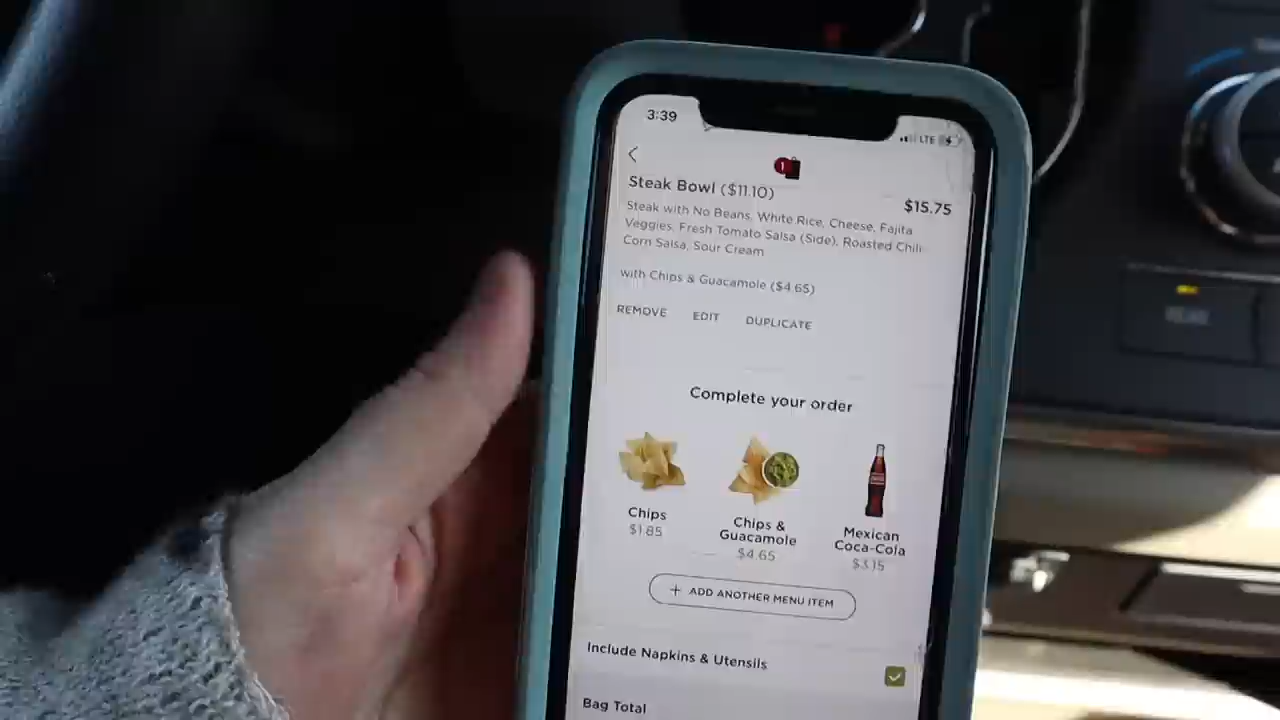 3:39
LTE
1
Steak Bowl ($11.10)
$15.75
Steak with No Beans, White Rice, Cheese, Fajita
Veggies, Fresh Tomato Salsa (Side), Roasted Chili-
Corn Salsa, Sour Cream
with Chips & Guacamole ($4.65)
REMOVE EDIT DUPLICATE
Complete your order
Chips
$1.85
Chips &
Guacamole
$4.65
Mexican
Coca-Cola
$3.15
+ ADD ANOTHER MENU ITEM
Include Napkins & Utensils
Bag Total